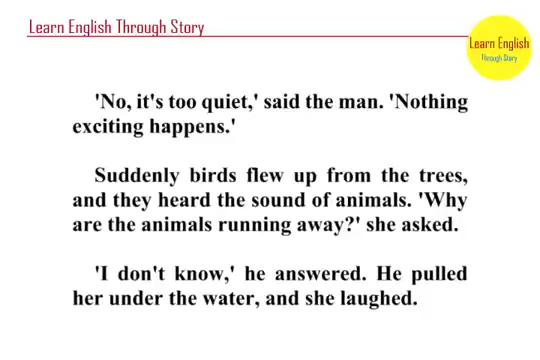 Learn English Through Story
Learn English
Through Story
'No, it's too quiet,' said the man. 'Nothing
exciting happens.'
Suddenly birds flew up from the trees,
and they heard the sound of animals. 'Why
are the animals running away?' she asked.
'I don't know,' he answered. He pulled
her under the water, and she laughed.